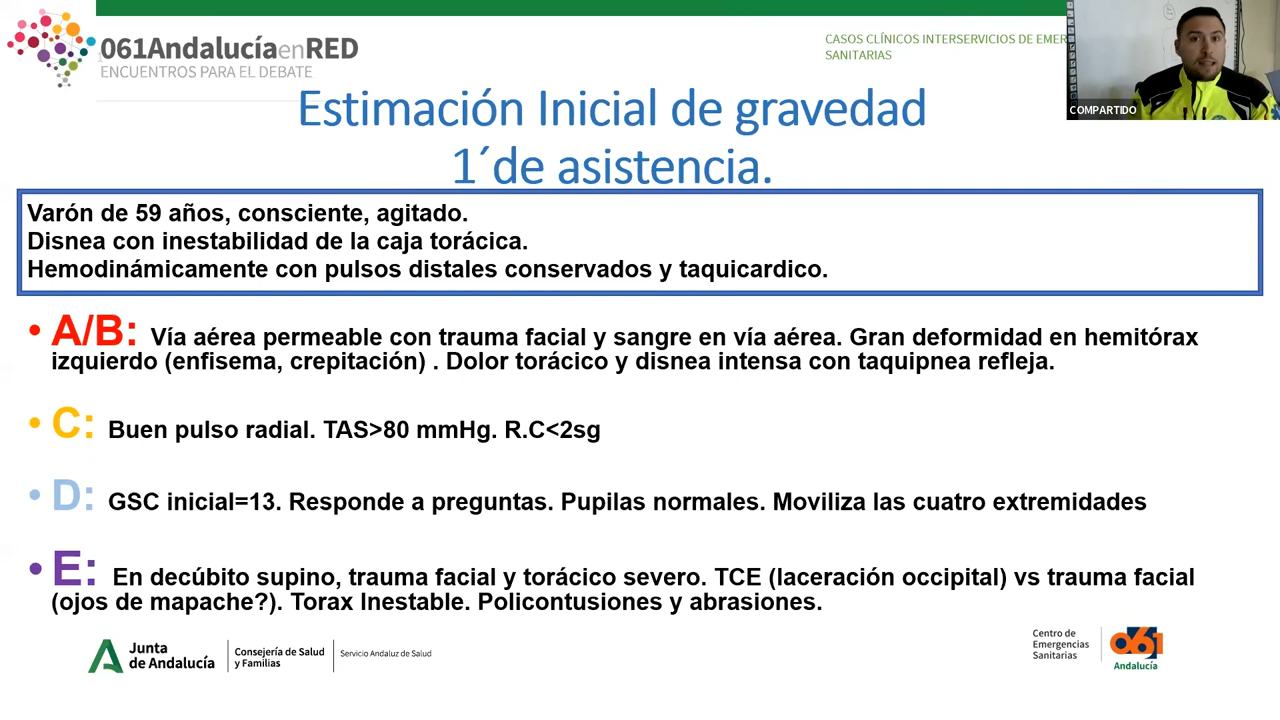 061AndalucíaenRED
ENCUENTROS PARA EL DEBATE
CASOS CLÍNICOS INTERSERVICIOS DE EMER
SANITARIAS
COMPARTIDO
Estimación Inicial de gravedad
1´de asistencia.
Varón de 59 años, consciente, agitado.
Disnea con inestabilidad de la caja torácica.
Hemodinámicamente con pulsos distales conservados y taquicardico.
• A/B: Vía aérea permeable con trauma facial y sangre en vía aérea. Gran deformidad en hemitórax
izquierdo (enfisema, crepitación) . Dolor torácico y disnea intensa con taquipnea refleja.
• C: Buen pulso radial. TAS>80 mmHg. R.C<2sg
• D: GSC inicial=13. Responde a preguntas. Pupilas normales. Moviliza las cuatro extremidades
• E: En decúbito supino, trauma facial y torácico severo. TCE (laceración occipital) vs trauma facial
(ojos de mapache?). Torax Inestable. Policontusiones y abrasiones.
Junta
de Andalucía
Consejería de Salud
y Familias
Servicio Andaluz de Salud
Centro de
Emergencias
Sanitarias
061
Andalucía